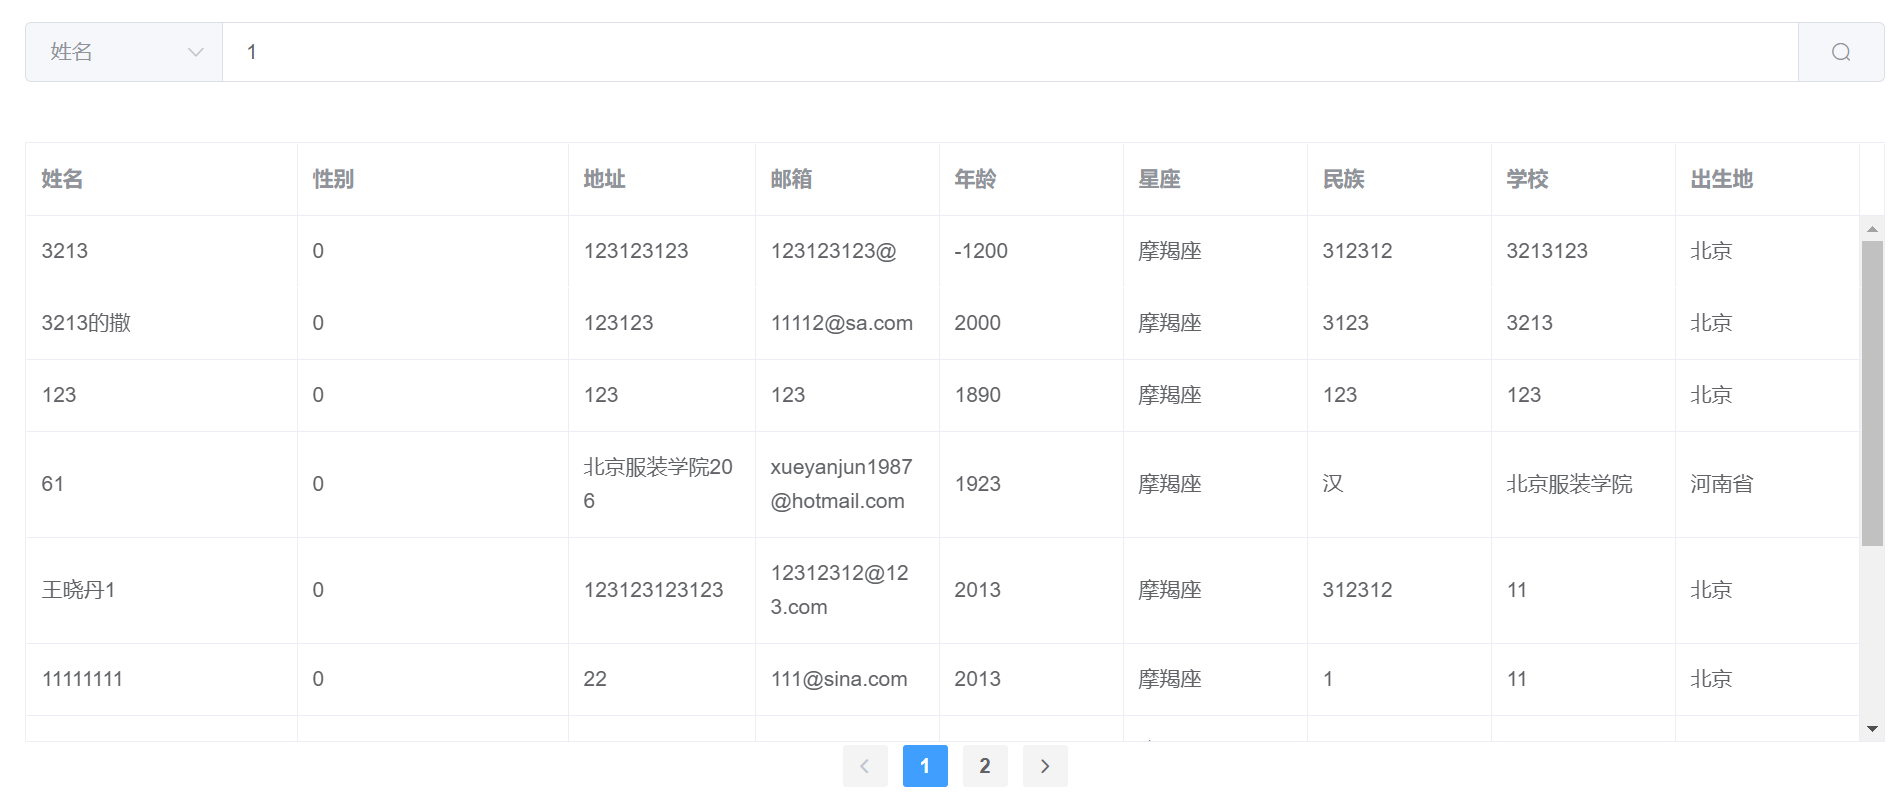 姓名 1
姓名 性别 地址 邮箱 年龄 星座 民族 学校 出生地
3213 0 123123123 123123123@ -1200 摩羯座 312312 3213123 北京
3213的撒 0 123123 11112@sa.com 2000 摩羯座 3123 3213 北京
123 0 123 123 1890 摩羯座 123 123 北京
北京服装学院20 xueyanjun1987
61 0 1923 摩羯座 汉 北京服装学院 河南省
6 @hotmail.com
12312312@12
王晓丹1 0 123123123123 2013 摩羯座 312312 11 北京
3.com
11111111 0 22 111@sina.com 2013 摩羯座 1 11 北京
1 2